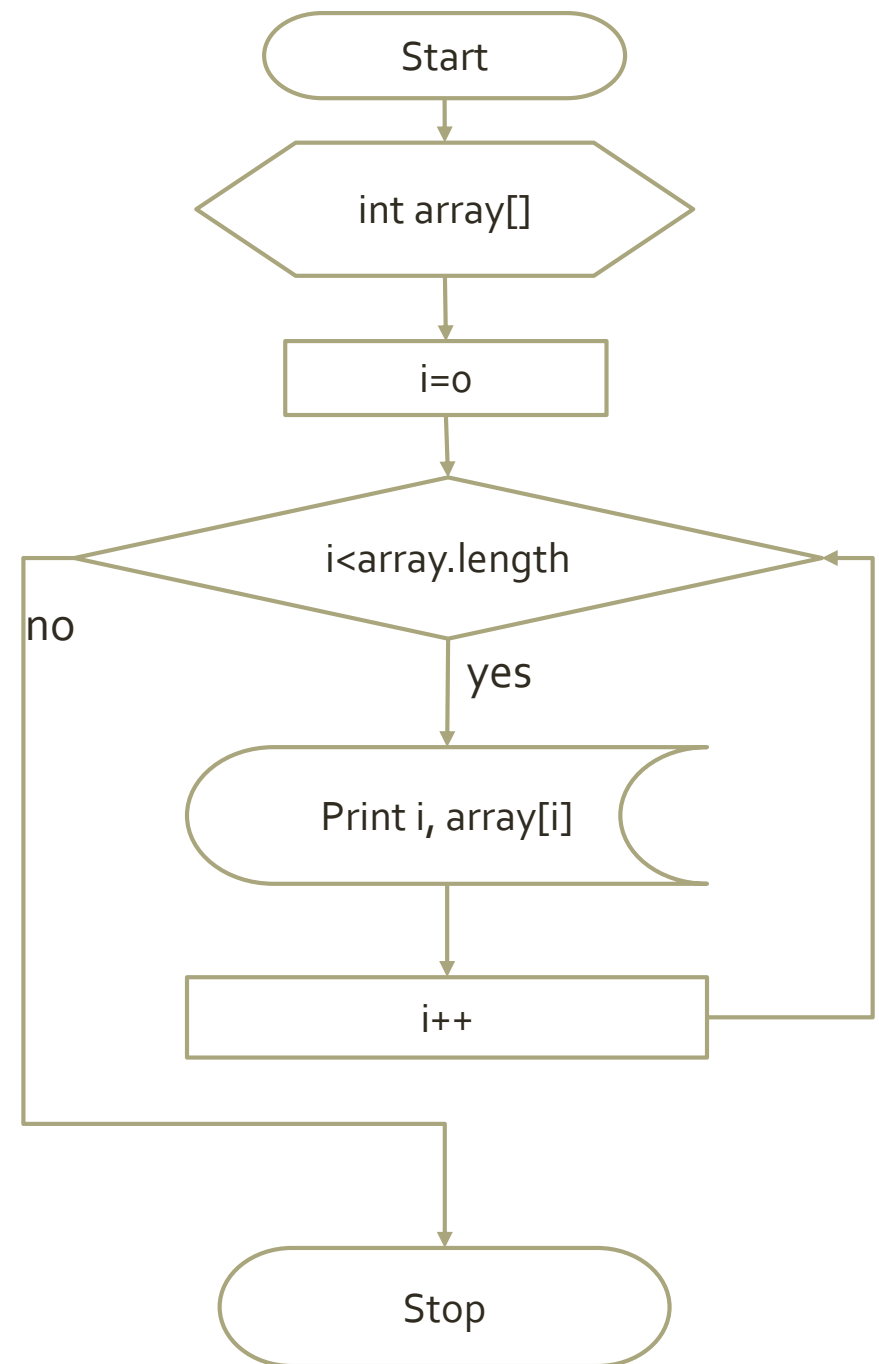 Start
int array[]
i=0
i<array.length
no
yes
Print i, array[i]
i++
Stop